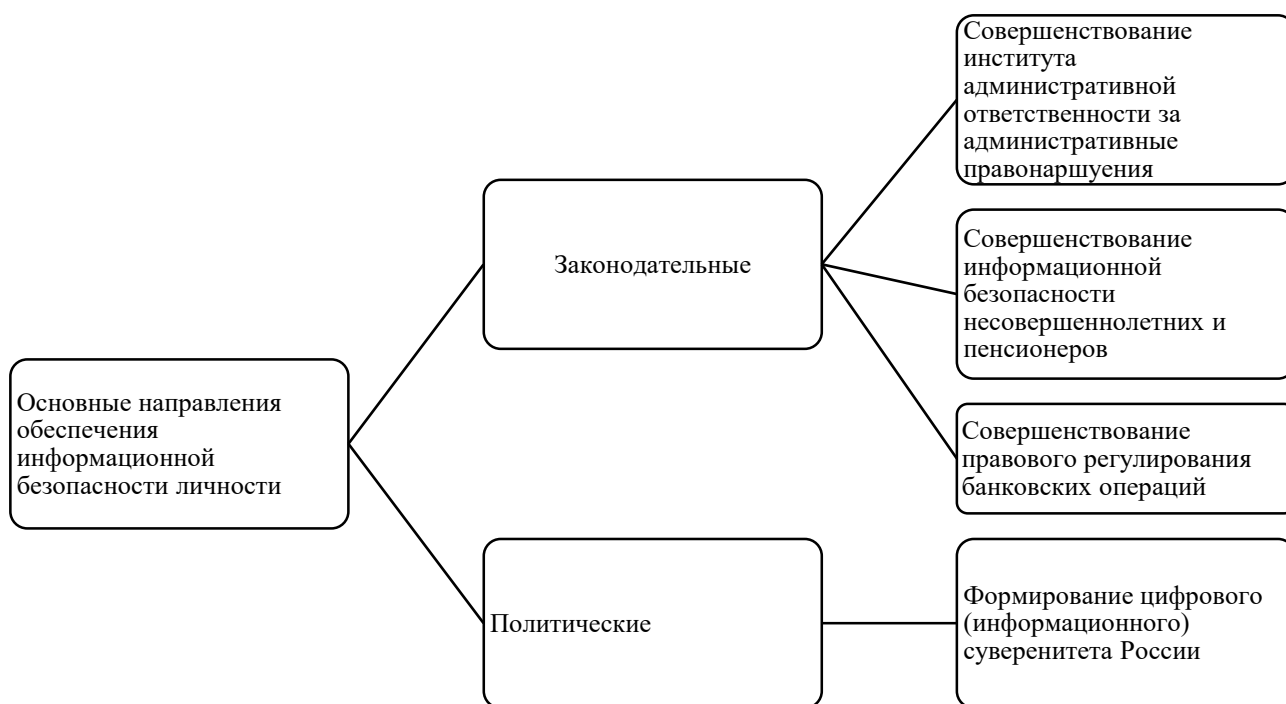 Основные направления
обеспечения
информационной
безопасности личности
Законодательные
Совершенствование
института
административной
ответственности за
административные
правонаршуения
Совершенствование
информационной
безопасности
несовершеннолетних и
пенсионеров
Совершенствование
правового регулирования
банковских операций
Политические
Формирование цифрового
(информационного)
суверенитета России